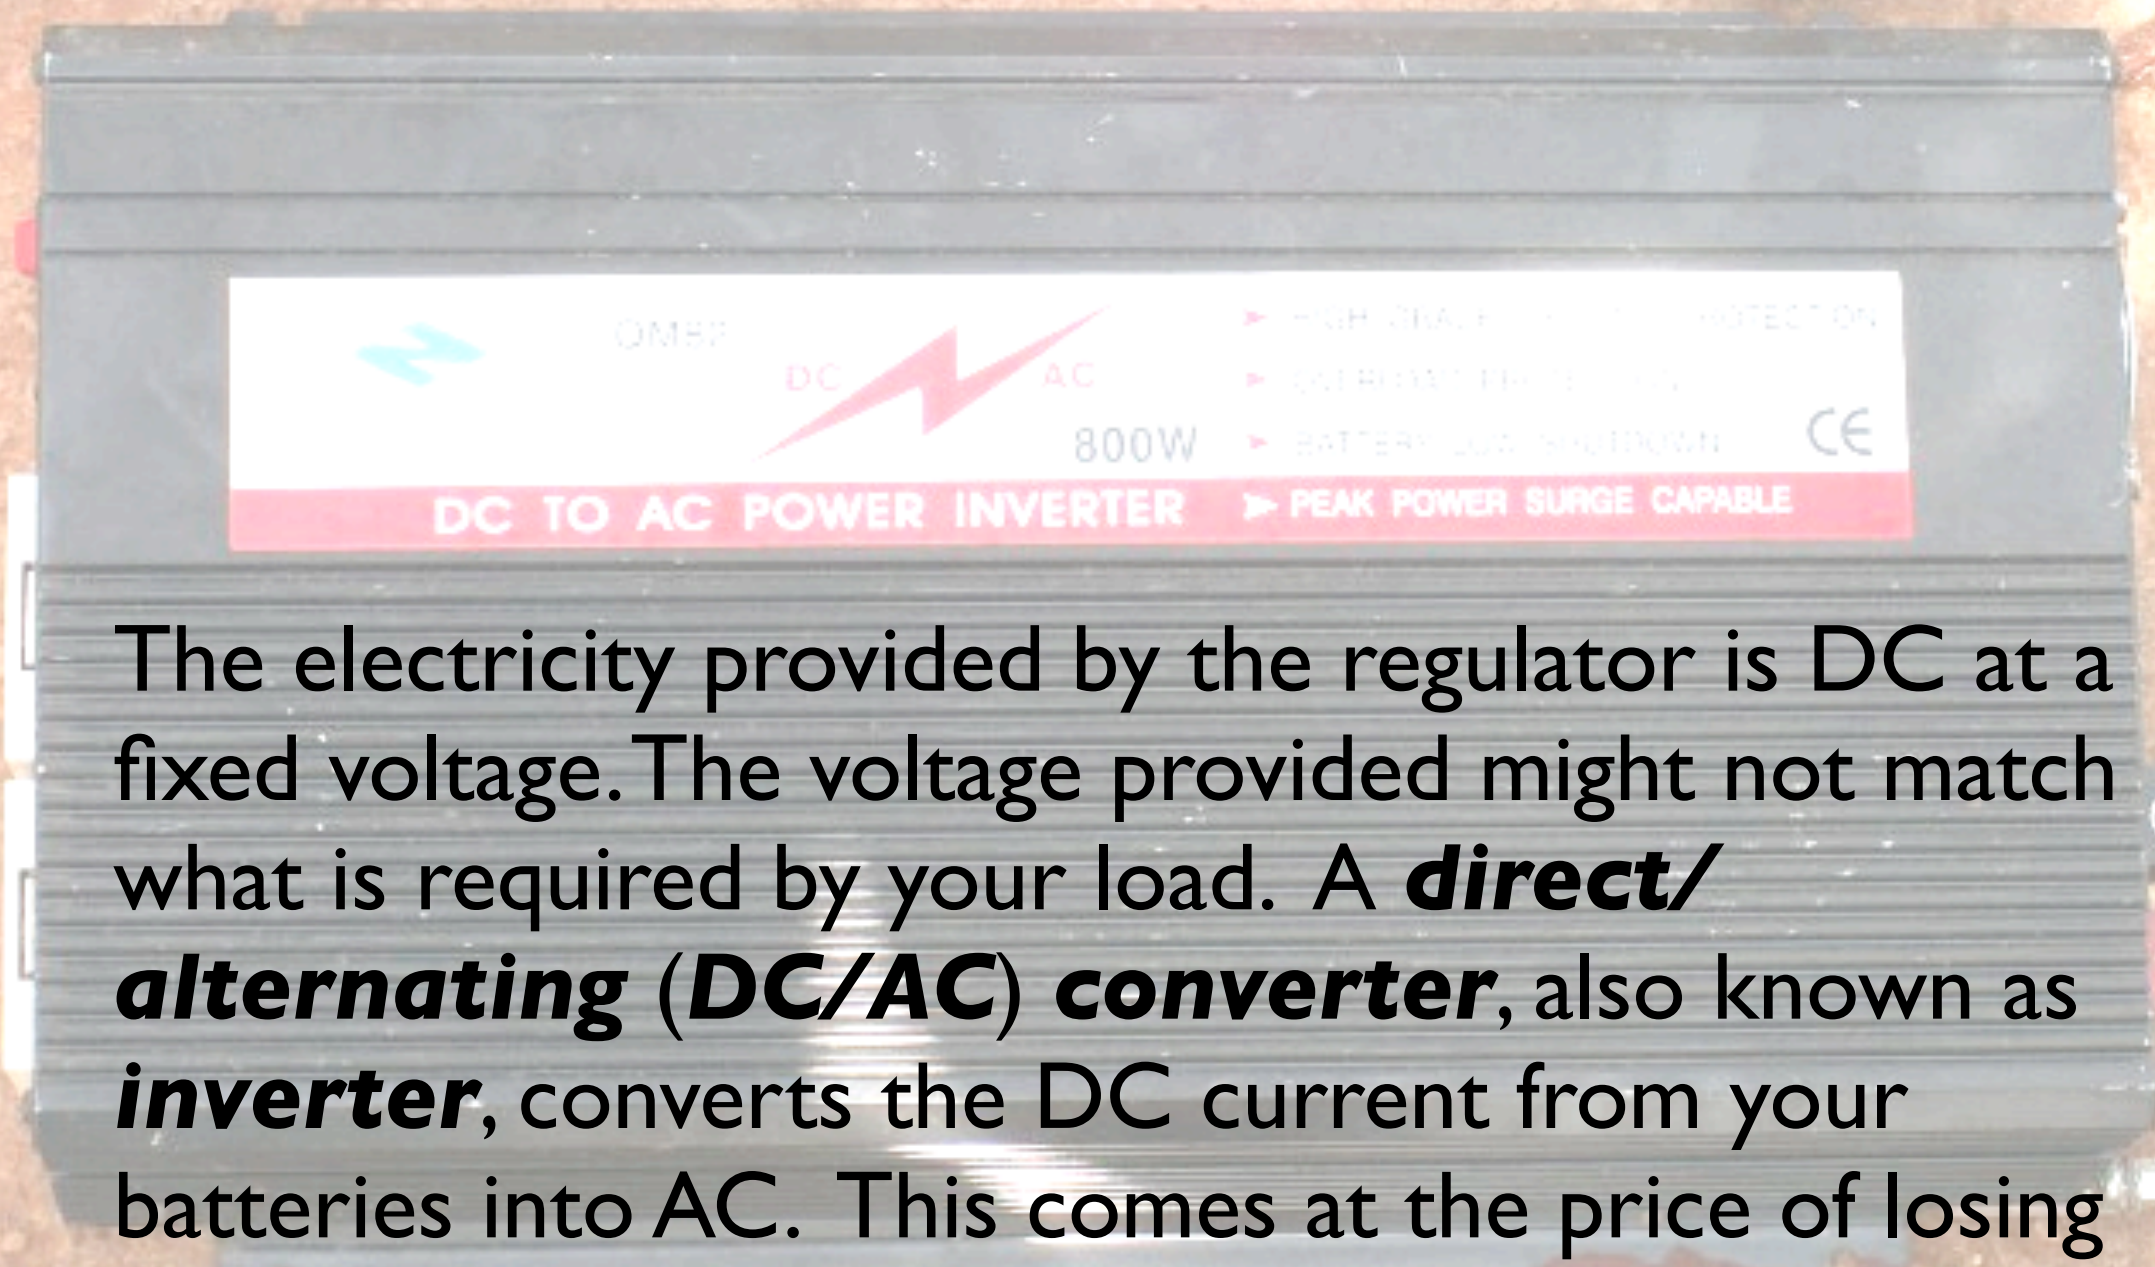 DC
AC
800W
CE
DC TO AC POWER INVERTER
➤ PEAK POWER SURGE CAPABLE
The electricity provided by the regulator is DC at a
fixed voltage. The voltage provided might not match
what is required by your load. A direct/
alternating (DC/AC) converter, also known as
inverter, converts the DC current from your
batteries into AC. This comes at the price of losing